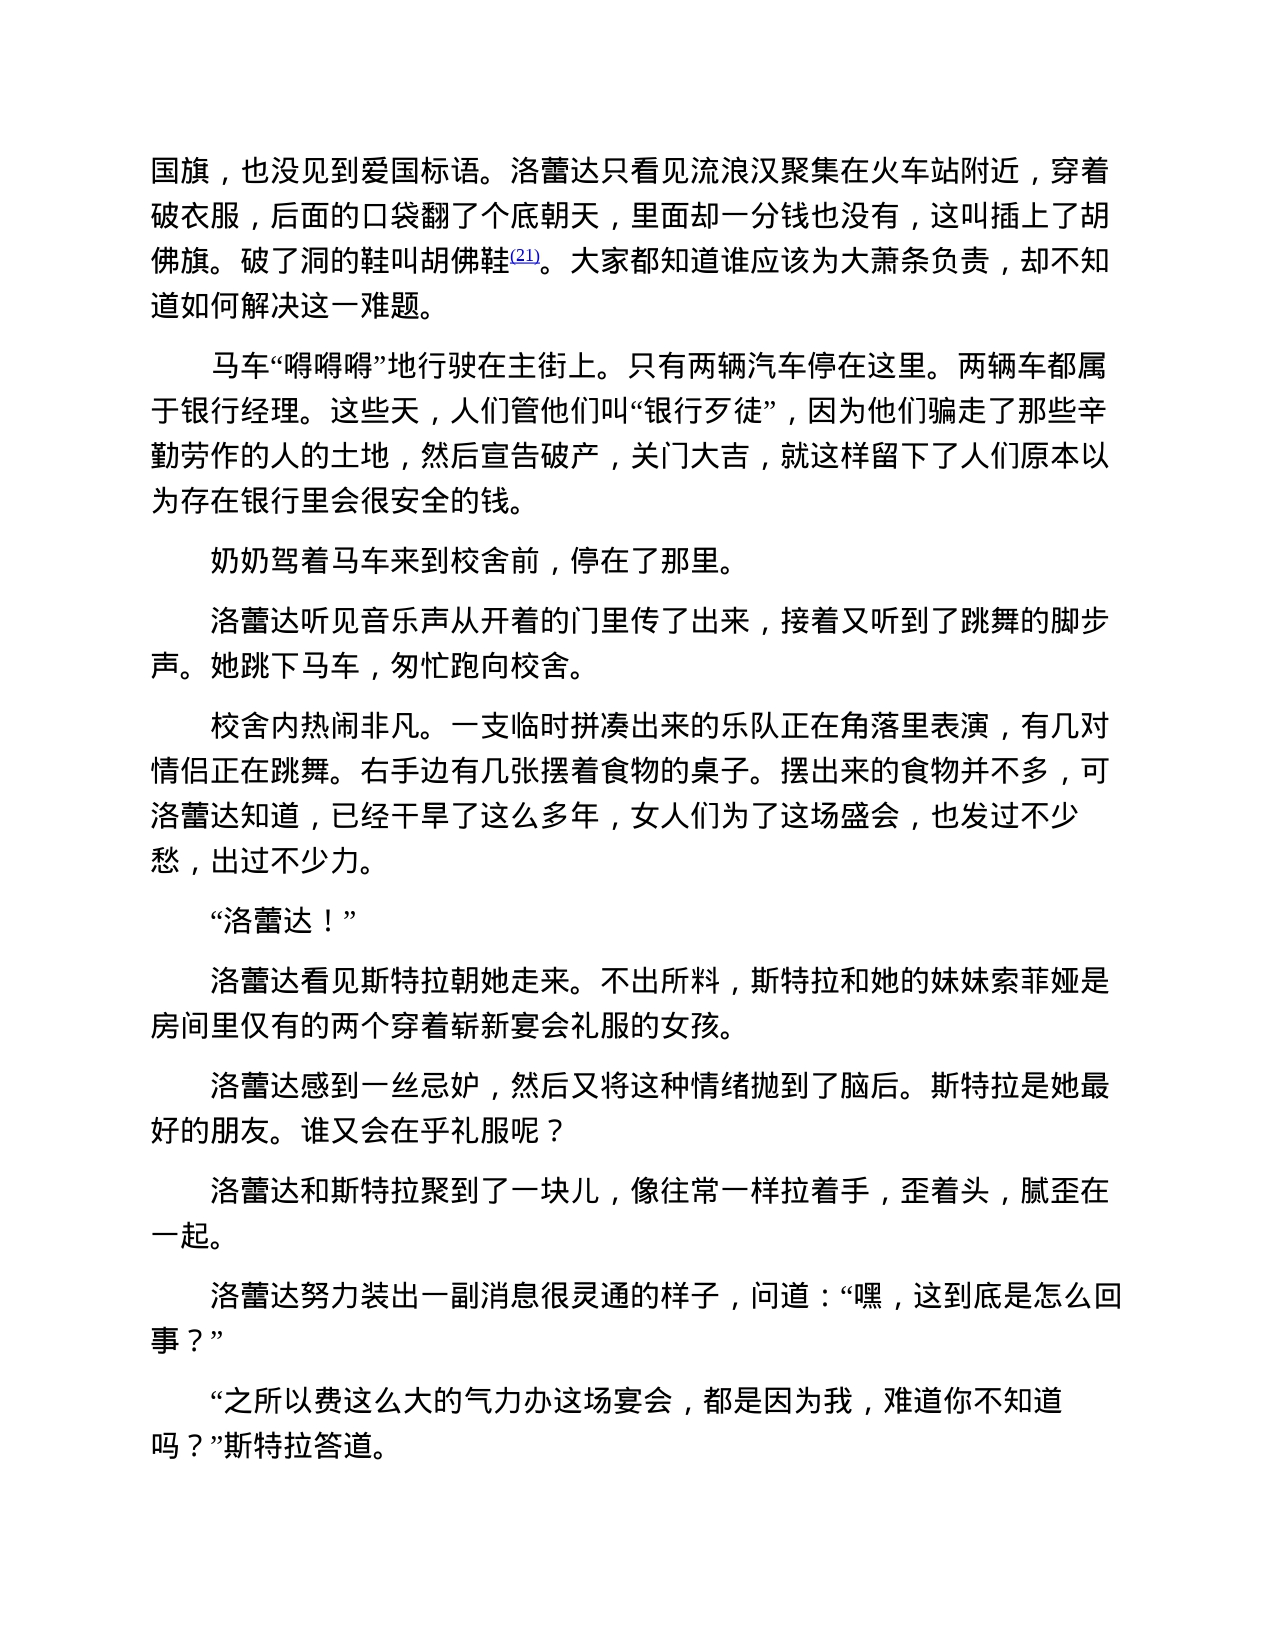 国旗，也没见到爱国标语。洛蕾达只看见流浪汉聚集在火车站附近，穿着
破衣服，后面的口袋翻了个底朝天，里面却一分钱也没有，这叫插上了胡
佛旗。破了洞的鞋叫胡佛鞋(21)。大家都知道谁应该为大萧条负责，却不知
道如何解决这一难题。
马车“嘚嘚嘚”地行驶在主街上。只有两辆汽车停在这里。两辆车都属
于银行经理。这些天，人们管他们叫“银行歹徒”，因为他们骗走了那些辛
勤劳作的人的土地，然后宣告破产，关门大吉，就这样留下了人们原本以
为存在银行里会很安全的钱。
奶奶驾着马车来到校舍前，停在了那里。
洛蕾达听见音乐声从开着的门里传了出来，接着又听到了跳舞的脚步
声。她跳下马车，匆忙跑向校舍。
校舍内热闹非凡。一支临时拼凑出来的乐队正在角落里表演，有几对
情侣正在跳舞。右手边有几张摆着食物的桌子。摆出来的食物并不多，可
洛蕾达知道，已经干旱了这么多年，女人们为了这场盛会，也发过不少
愁，出过不少力。
“洛蕾达！”
洛蕾达看见斯特拉朝她走来。不出所料，斯特拉和她的妹妹索菲娅是
房间里仅有的两个穿着崭新宴会礼服的女孩。
洛蕾达感到一丝忌妒，然后又将这种情绪抛到了脑后。斯特拉是她最
好的朋友。谁又会在乎礼服呢？
洛蕾达和斯特拉聚到了一块儿，像往常一样拉着手，歪着头，腻歪在
一起。
洛蕾达努力装出一副消息很灵通的样子，问道：“嘿，这到底是怎么回
事？”
“之所以费这么大的气力办这场宴会，都是因为我，难道你不知道
吗？”斯特拉答道。